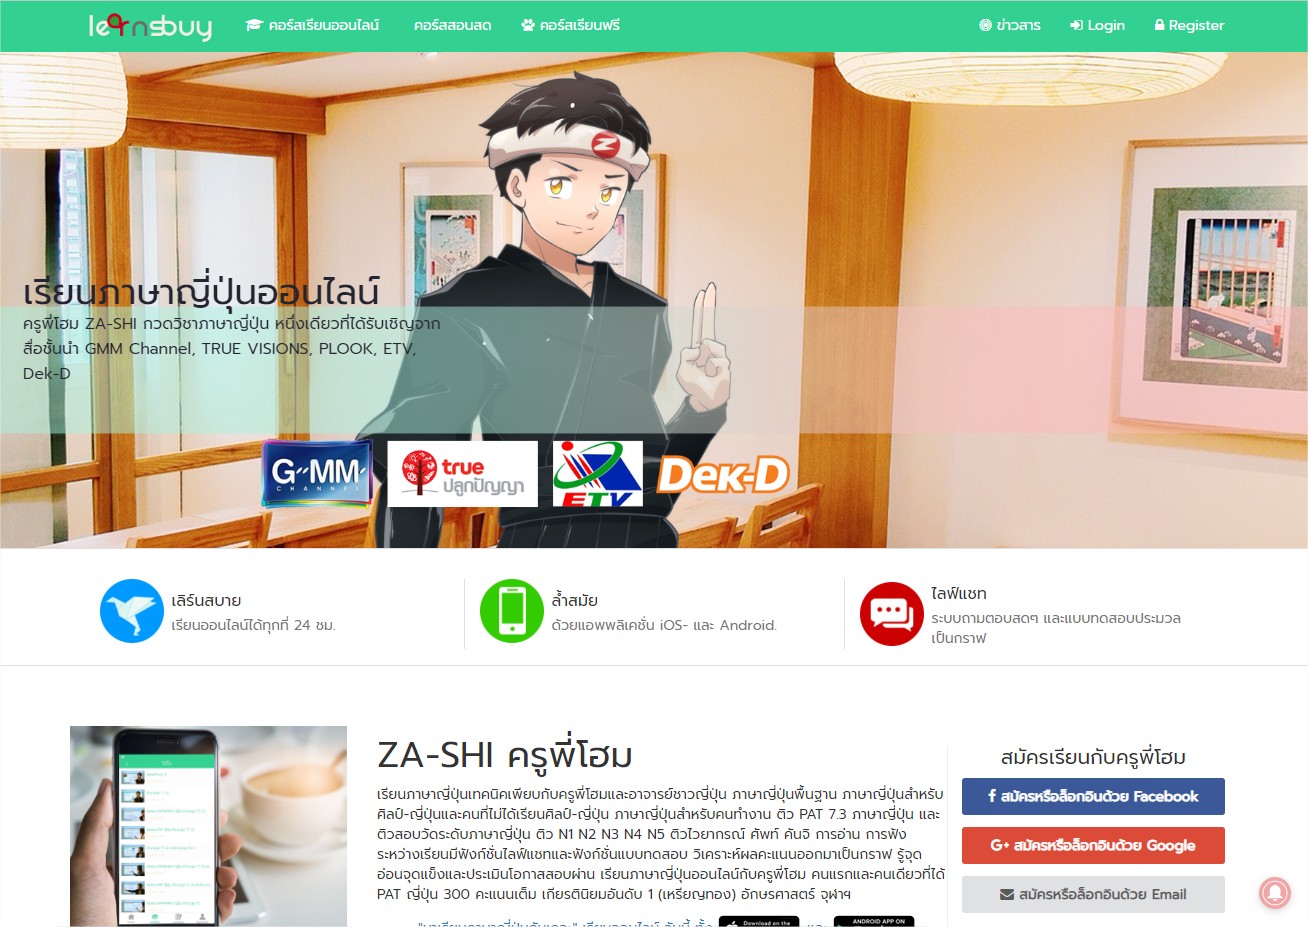 learnsbuy
คอร์สเรียนออนไลน์
คอร์สสอนสด
คอร์สเรียนฟรี
ข่าวสาร
Login
Register
Z
เรียนภาษาญี่ปุ่นออนไลน์
ครูพี่โฮม ZA-SHI กวดวิชาภาษาญี่ปุ่น หนึ่งเดียวที่ได้รับเชิญจาก
สื่อชั้นนำ GMM Channel, TRUE VISIONS, PLOOK, ETV,
Dek-D
GMM
CHANNEL
true
ปลูกปัญญา
ETV
Dek-D
เลิร์นสบาย
เรียนออนไลน์ได้ทุกที่ 24 ชม.
ล้ำสมัย
ด้วยแอพพลิเคชั่น iOS- และ Android.
ไลฟ์แชท
ระบบถามตอบสดๆ และแบบทดสอบประมวล
เป็นกราฟ
ZA-SHI ครูพี่โฮม
เรียนภาษาญี่ปุ่นเทคนิคเพียบกับครูพี่โฮมและอาจารย์ชาวญี่ปุ่น ภาษาญี่ปุ่นพื้นฐาน ภาษาญี่ปุ่นสำหรับ
ศิลป์-ญี่ปุ่นและคนที่ไม่ได้เรียนศิลป์-ญี่ปุ่น ภาษาญี่ปุ่นสำหรับคนทำงาน ติว PAT 7.3 ภาษาญี่ปุ่น และ
ติวสอบวัดระดับภาษาญี่ปุ่น ติว N1 N2 N3 N4 N5 ติวไวยากรณ์ ศัพท์ คันจิ การอ่าน การฟัง
ระหว่างเรียนมีฟังก์ชั่นไลฟ์แชทและฟังก์ชั่นแบบทดสอบ วิเคราะห์ผลคะแนนออกมาเป็นกราฟ รู้จุด
อ่อนจุดแข็งและประเมินโอกาสสอบผ่าน เรียนภาษาญี่ปุ่นออนไลน์กับครูพี่โฮม คนแรกและคนเดียวที่ได้
PAT ญี่ปุ่น 300 คะแนนเต็ม เกียรตินิยมอันดับ 1 (เหรียญทอง) อักษรศาสตร์ จุฬาฯ
Download on the
ANDROID APP ON
สมัครเรียนกับครูพี่โฮม
สมัครหรือล็อกอินด้วย Facebook
G+ สมัครหรือล็อกอินด้วย Google
สมัครหรือล็อกอินด้วย Email